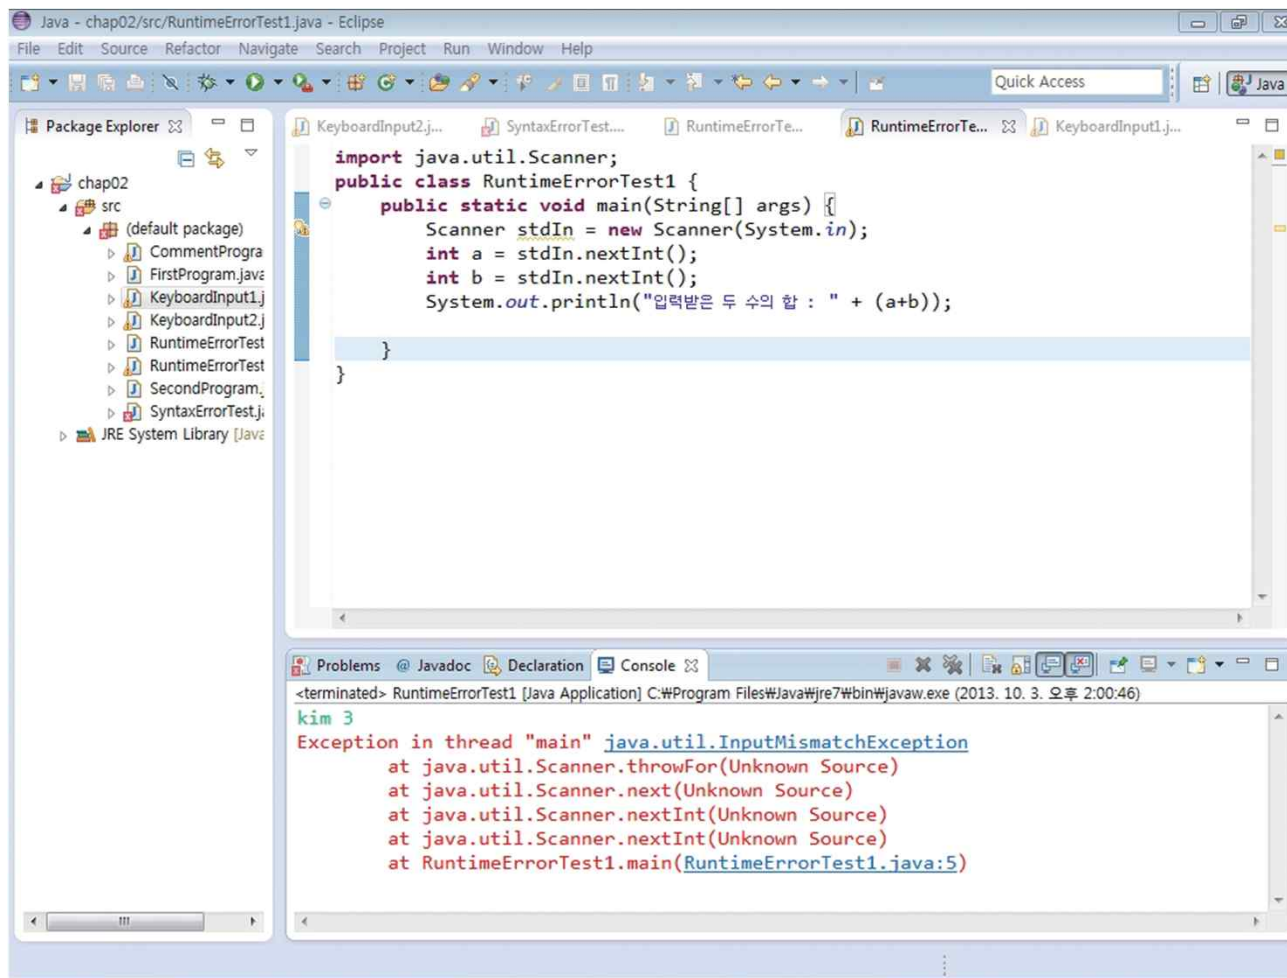 Java - chap02/src/RuntimeErrorTest1.java - Eclipse
File Edit Source Refactor Navigate Search Project Run Window Help
Quick Access
Java
Package Explorer
KeyboardInput2.j...
SyntaxErrorTest....
RuntimeErrorTe...
RuntimeErrorTe...
KeyboardInput1.j...
chap02
src
(default package)
CommentProgra
FirstProgram.java
KeyboardInput1.j
KeyboardInput2.j
RuntimeErrorTest
RuntimeErrorTest
SecondProgram.
SyntaxErrorTest.ja
JRE System Library [Java
import java.util.Scanner;
public class RuntimeErrorTest1 {
public static void main(String[] args) {
Scanner stdIn = new Scanner(System.in);
int a = stdIn.nextInt();
int b = stdIn.nextInt();
System.out.println("입력받은 두 수의 합 : " + (a+b));
}
}
Problems @ Javadoc Declaration Console
<terminated> RuntimeErrorTest1 [Java Application] C:₩Program Files₩Java₩jre7₩bin₩javaw.exe (2013. 10. 3. 오후 2:00:46)
kim 3
Exception in thread "main" java.util.InputMismatchException
at java.util.Scanner.throwFor(Unknown Source)
at java.util.Scanner.next(Unknown Source)
at java.util.Scanner.nextInt(Unknown Source)
at java.util.Scanner.nextInt(Unknown Source)
at RuntimeErrorTest1.main(RuntimeErrorTest1.java:5)